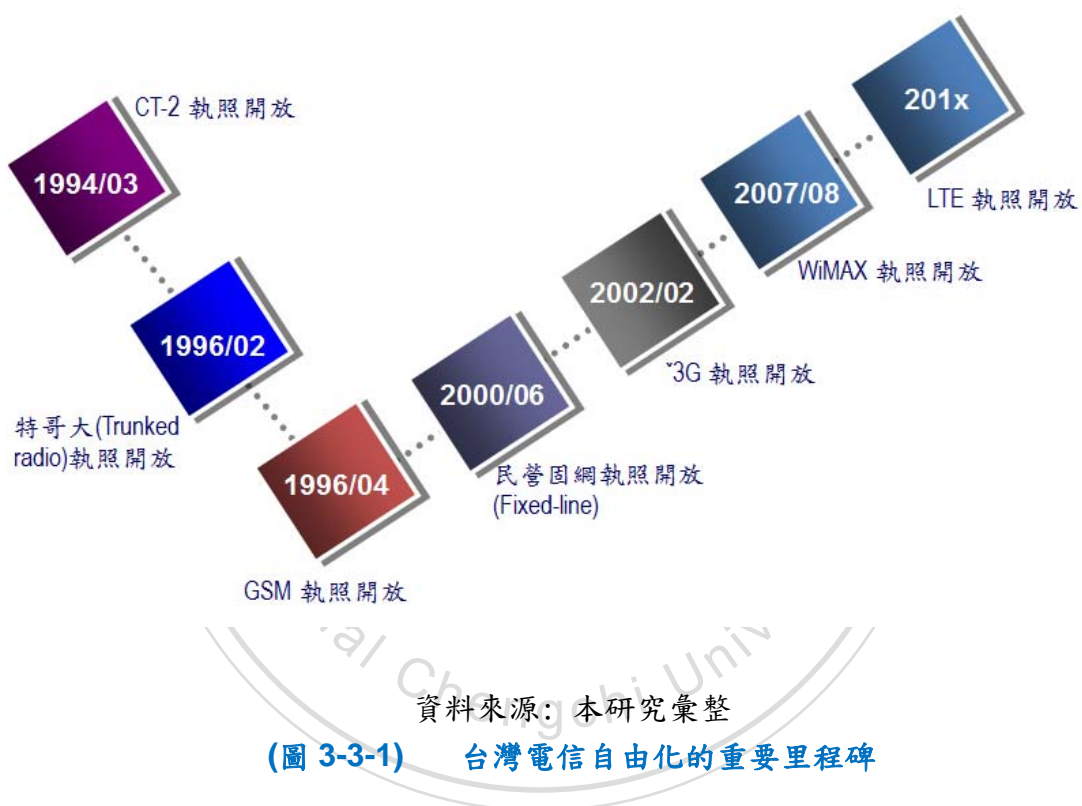 1994/03
CT-2 執照開放
1996/02
特哥大(Trunked
radio)執照開放
1996/04
GSM 執照開放
2000/06
民營固網執照開放
(Fixed-line)
2002/02
ˇ3G 執照開放
2007/08
WiMAX 執照開放
201x
LTE 執照開放
Chengchi Univ
資料來源: 本研究彙整
(圖 3-3-1) 台灣電信自由化的重要里程碑